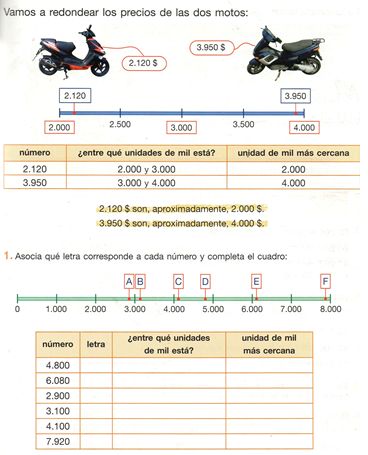 Vamos a redondear los precios de las dos motos:
2.120 $
3.950 $
2.120
3.950
2.000
2.500
3.000
3.500
4.000
número ¿entre qué unidades de mil está? unidad de mil más cercana
2.120 2.000 y 3.000 2.000
3.950 3.000 y 4.000 4.000
2.120 $ son, aproximadamente, 2.000 $.
3.950 $ son, aproximadamente, 4.000 $.
1. Asocia qué letra corresponde a cada número y completa el cuadro:
A B C D E F
0 1.000 2.000 3.000 4.000 5.000 6.000 7.000 8.000
número letra ¿entre qué unidades de mil está? unidad de mil más cercana
4.800
6.080
2.900
3.100
4.100
7.920